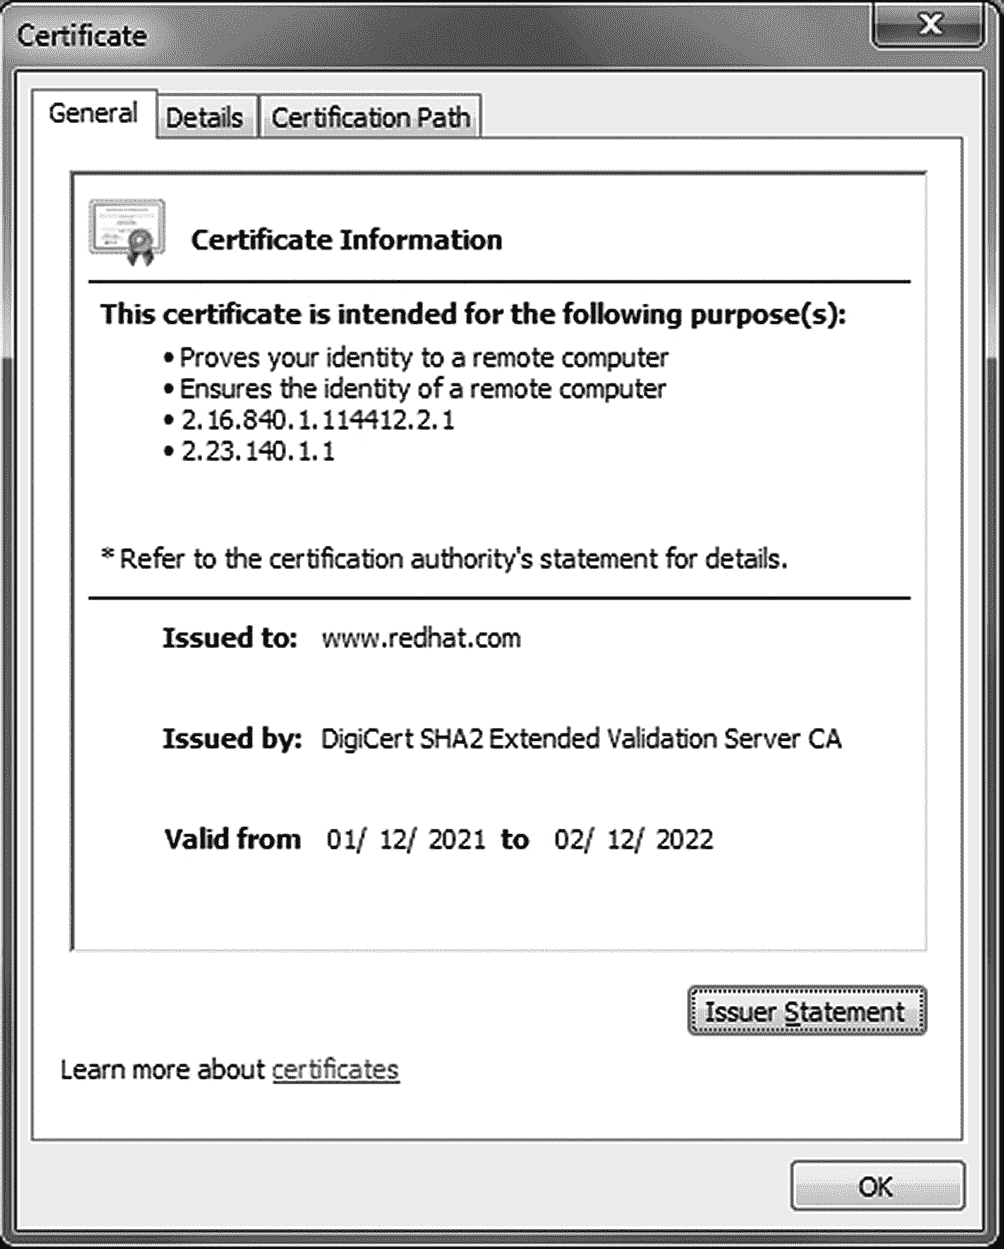 Certificate
General Details Certification Path
Certificate Information
This certificate is intended for the following purpose(s):
• Proves your identity to a remote computer
• Ensures the identity of a remote computer
• 2.16.840.1.114412.2.1
• 2.23.140.1.1
* Refer to the certification authority's statement for details.
Issued to: www.redhat.com
Issued by: DigiCert SHA2 Extended Validation Server CA
Valid from 01/ 12/ 2021 to 02/ 12/ 2022
Issuer Statement
Learn more about certificates
OK